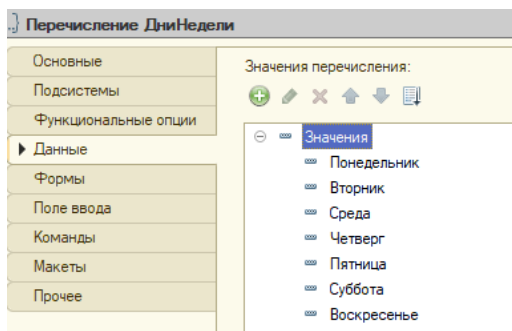 Перечисление ДниНедели
Основные
Подсистемы
Функциональные опции
Данные
Формы
Поле ввода
Команды
Макеты
Прочее
Значения перечисления:
Значения
Понедельник
Вторник
Среда
Четверг
Пятница
Суббота
Воскресенье